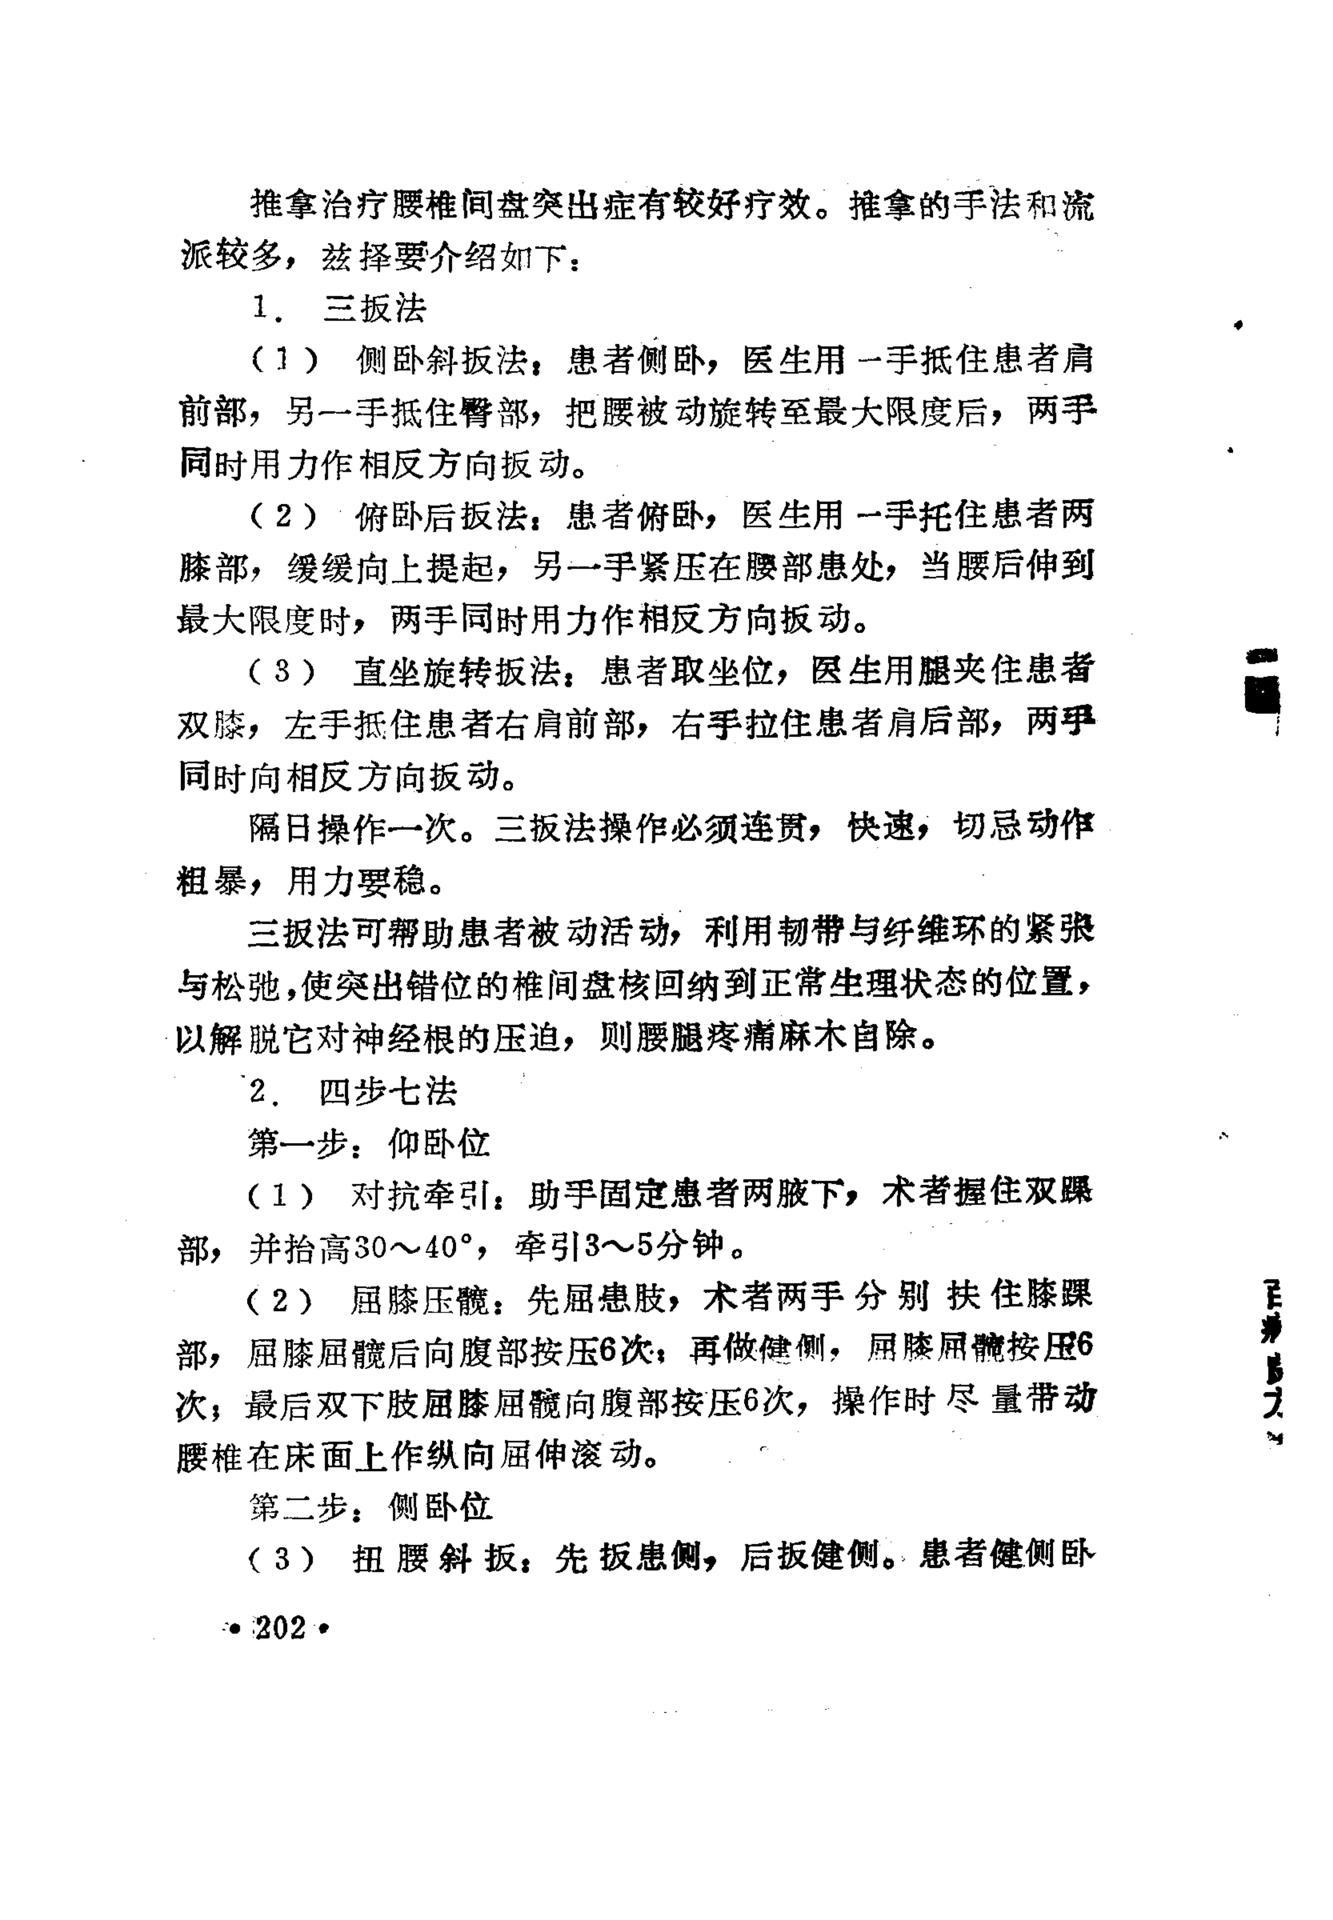 推拿治疗腰椎间盘突出症有较好疗效。推拿的手法和流
派较多，兹择要介绍如下：
1．三扳法
（1）侧卧斜扳法：患者侧卧，医生用一手抵住患者肩
前部，另一手抵住臀部，把腰被动旋转至最大限度后，两手
同时用力作相反方向扳动。
（2）俯卧后扳法：患者俯卧，医生用一手托住患者两
膝部，缓缓向上提起，另一手紧压在腰部患处，当腰后伸到
最大限度时，两手同时用力作相反方向扳动。
（3）直坐旋转扳法：患者取坐位，医生用腿夹住患者
双膝，左手抵住患者右肩前部，右手拉住患者肩后部，两手
同时向相反方向扳动。
隔日操作一次。三扳法操作必须连贯，快速，切忌动作
粗暴，用力要稳。
三扳法可帮助患者被动活动，利用韧带与纤维环的紧张
与松弛，使突出错位的椎间盘核回纳到正常生理状态的位置，
以解脱它对神经根的压迫，则腰腿疼痛麻木自除。
2．四步七法
第一步：仰卧位
（1）对抗牵引：助手固定患者两腋下，术者握住双踝
部，并抬高30～40°，牵引3～5分钟。
（2）屈膝压髋：先屈患肢，术者两手分别扶住膝踝
部，屈膝屈髋后向腹部按压6次；再做健侧，屈膝屈髋按压6
次；最后双下肢屈膝屈髋向腹部按压6次，操作时尽量带动
腰椎在床面上作纵向屈伸滚动。
第二步：侧卧位
（3）扭腰斜扳：先扳患侧，后扳健侧。患者健侧卧
·202·